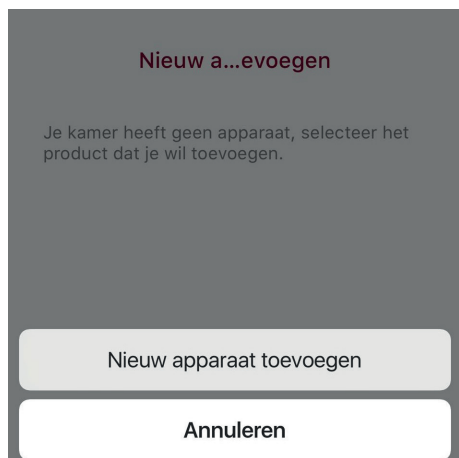 Nieuw a...evoegen
Je kamer heeft geen apparaat, selecteer het
product dat je wil toevoegen.
Nieuw apparaat toevoegen
Annuleren